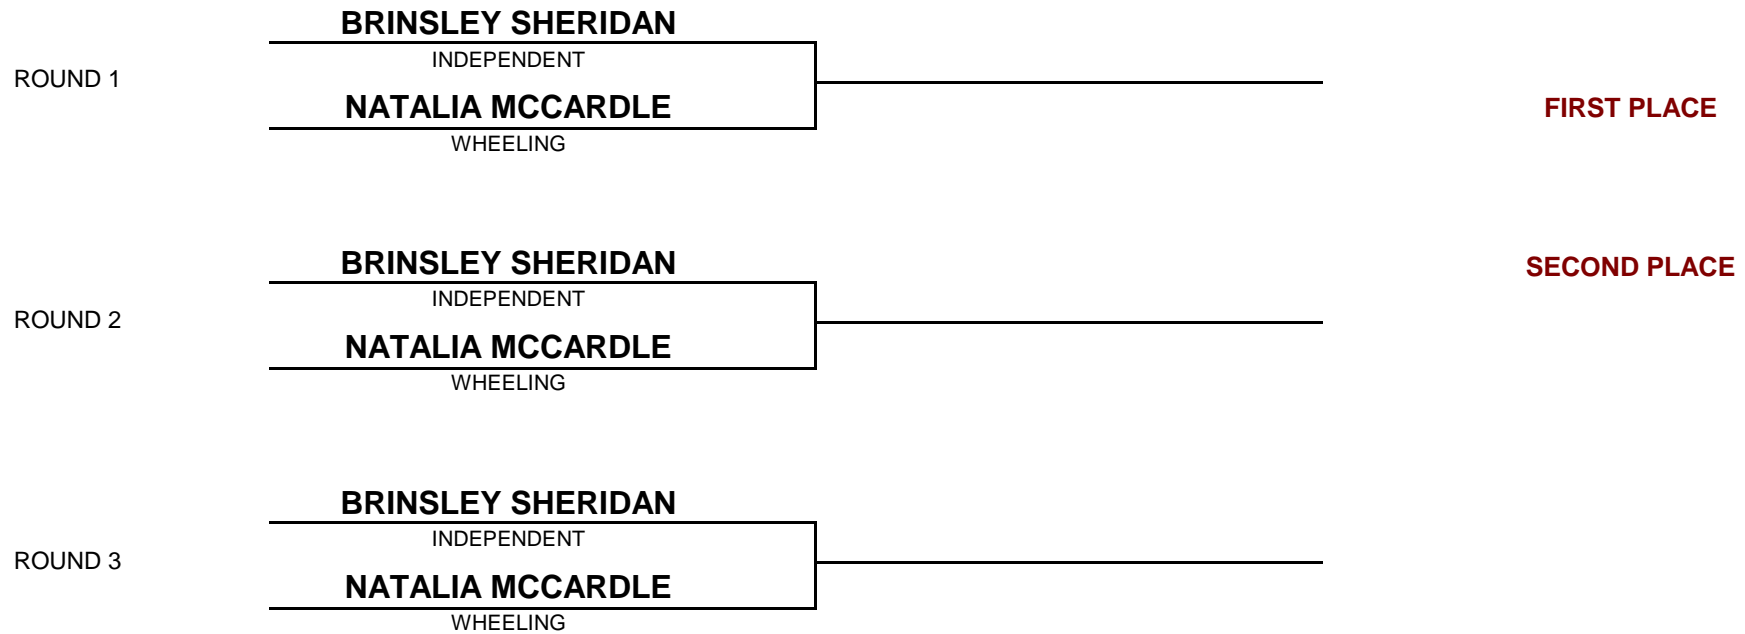 BRINSLEY SHERIDAN
INDEPENDENT
ROUND 1
NATALIA MCCARDLE
WHEELING
FIRST PLACE
BRINSLEY SHERIDAN
SECOND PLACE
INDEPENDENT
ROUND 2
NATALIA MCCARDLE
WHEELING
BRINSLEY SHERIDAN
INDEPENDENT
ROUND 3
NATALIA MCCARDLE
WHEELING